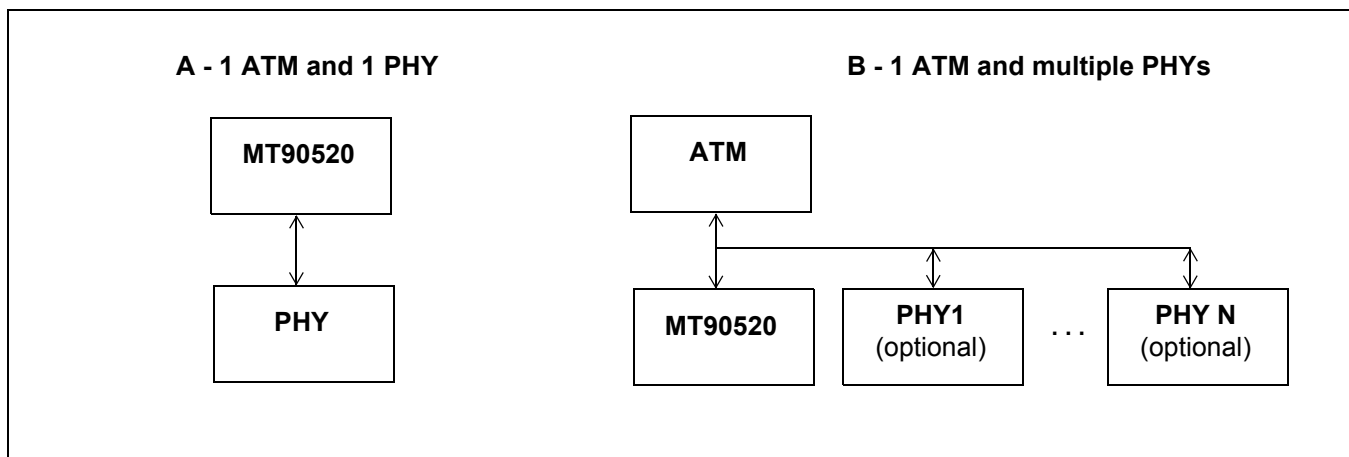 A - 1 ATM and 1 PHY
MT90520
PHY
B - 1 ATM and multiple PHYs
ATM
MT90520
PHY1
(optional)
. . .
PHY N
(optional)